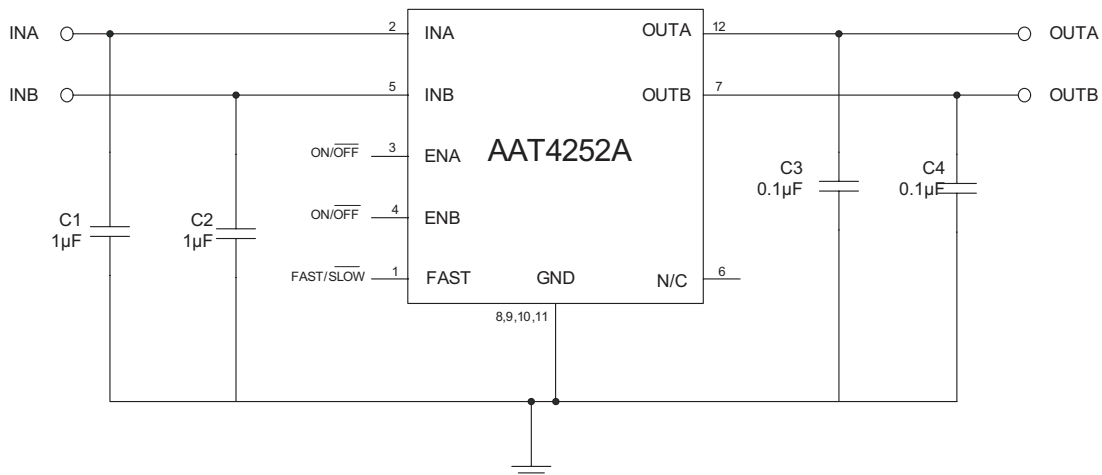 INA
2
INA
OUTA
12
OUTA
INB
5
INB
OUTB
7
OUTB
ON/OFF
3
ENA
AAT4252A
C3
0.1µF
C4
0.1µF
ON/OFF
4
ENB
C1
1µF
C2
1µF
FAST/SLOW
1
FAST
GND
N/C
6
8,9,10,11